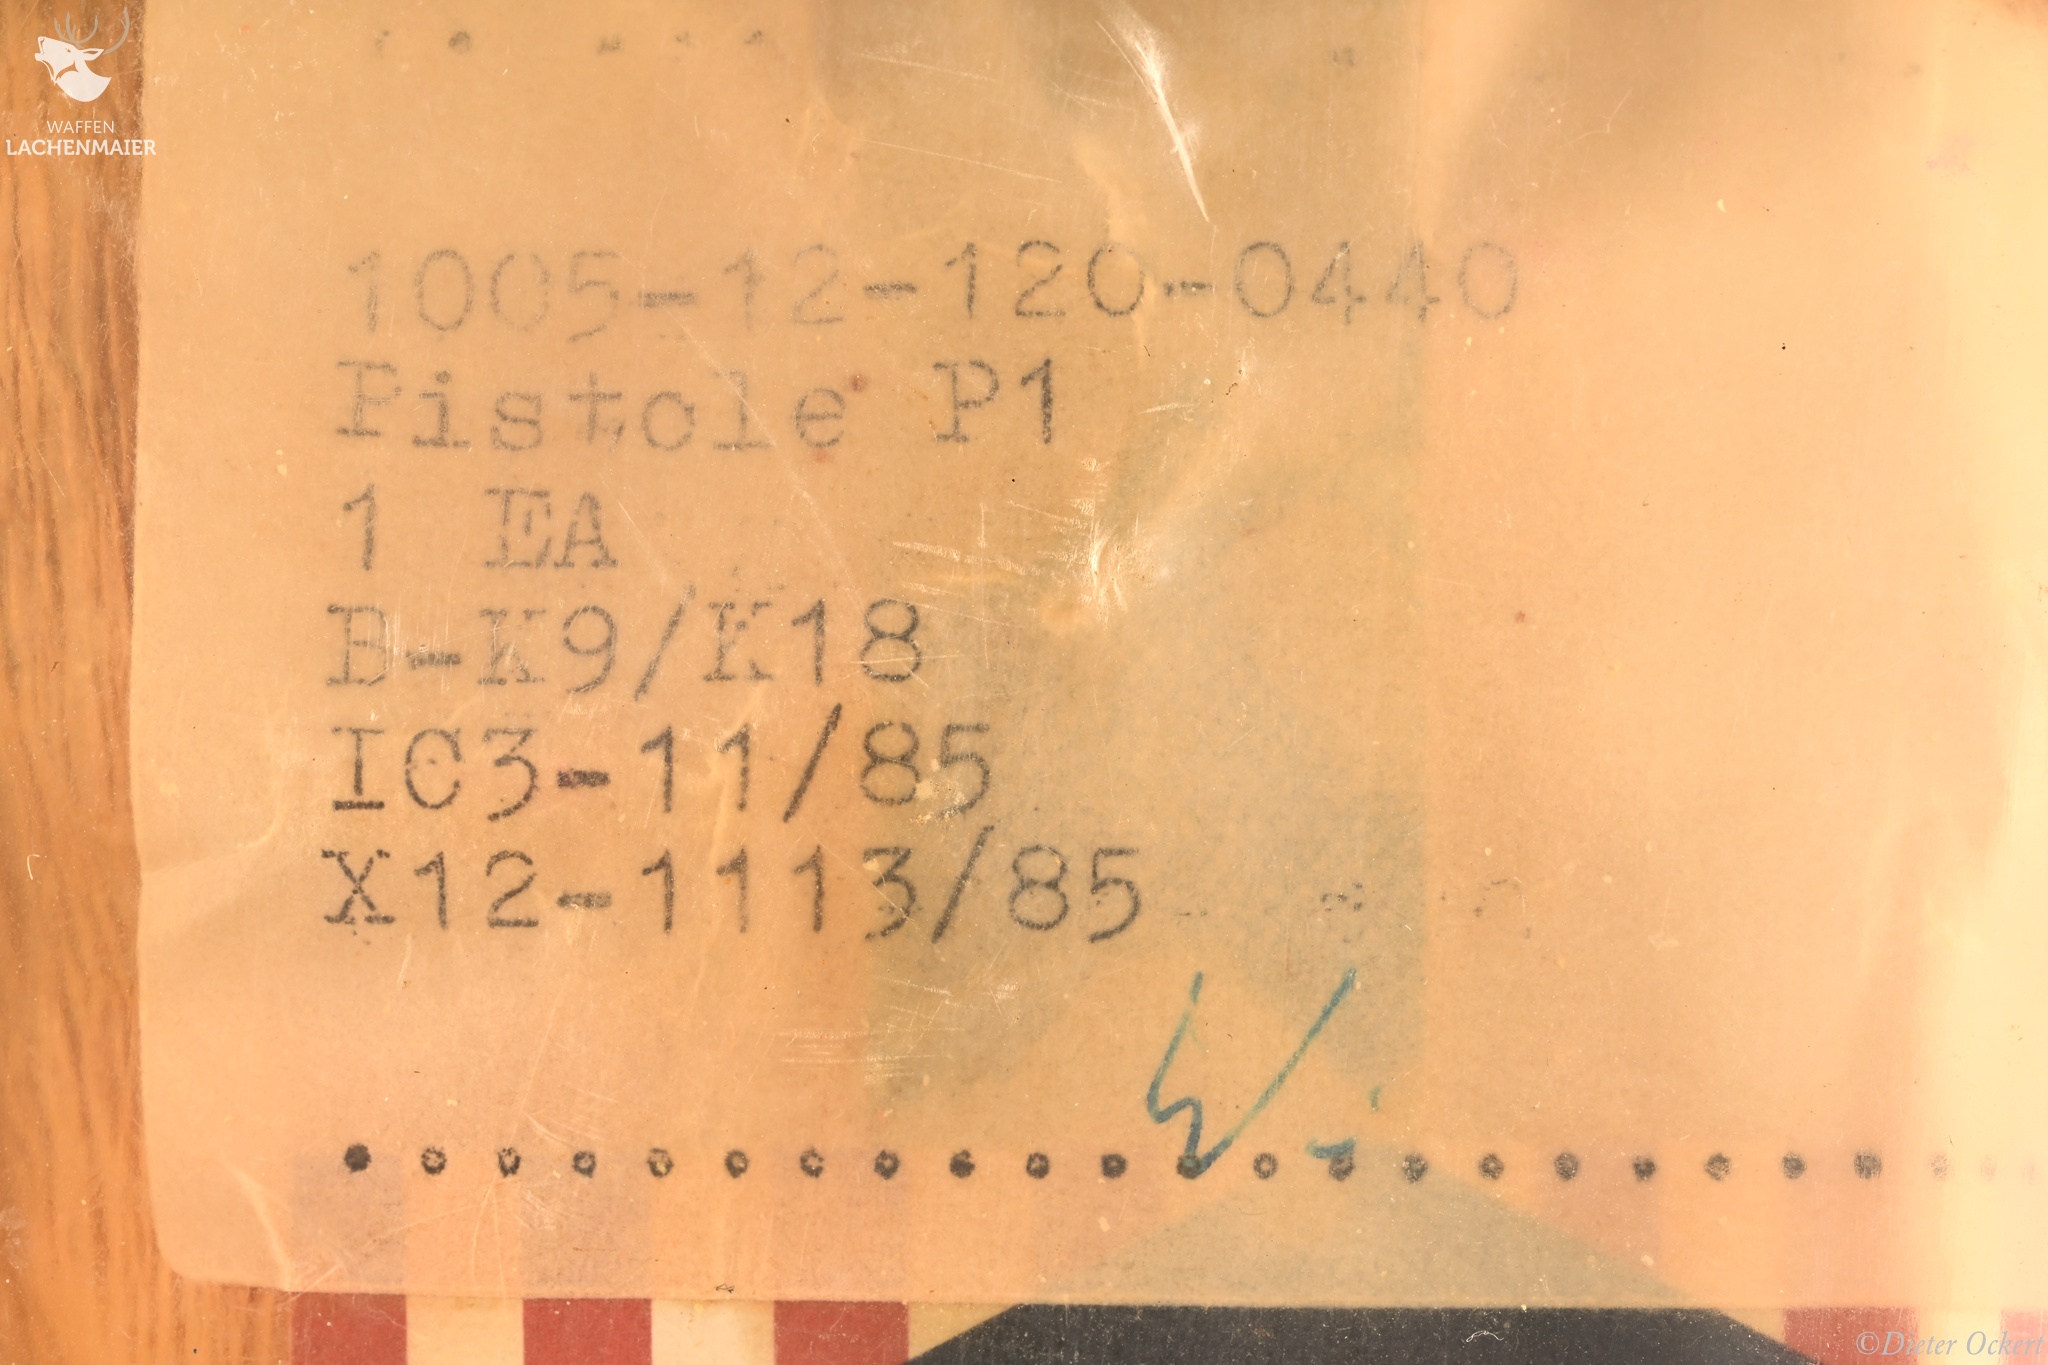 WAFFEN
LACHENMAIER
1005-12-120-0440
Pistole P1
1 EA
B-K9/K18
IC3-11/85
X12-1113/85
W.
©Dieter Ockert